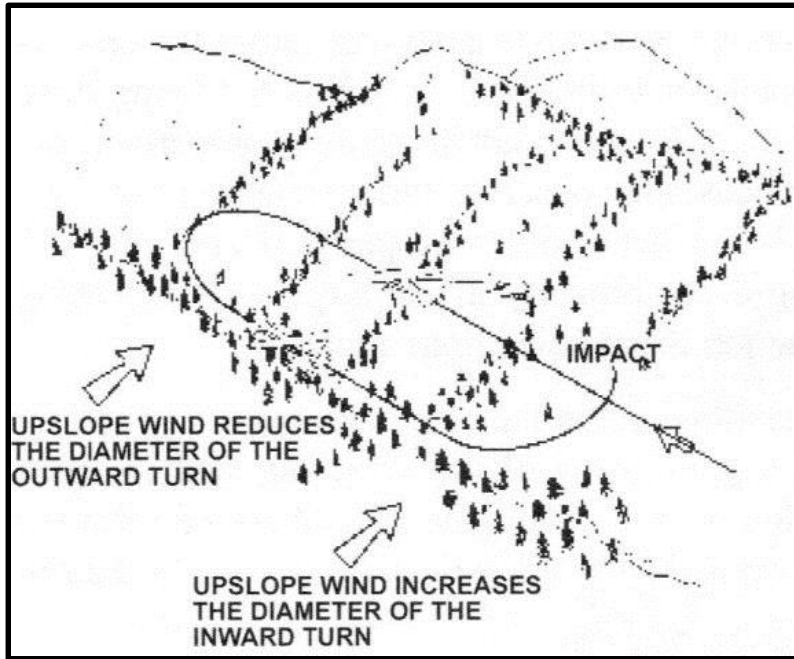 IMPACT
UPSLOPE WIND REDUCES
THE DIAMETER OF THE
OUTWARD TURN
UPSLOPE WIND INCREASES
THE DIAMETER OF THE
INWARD TURN